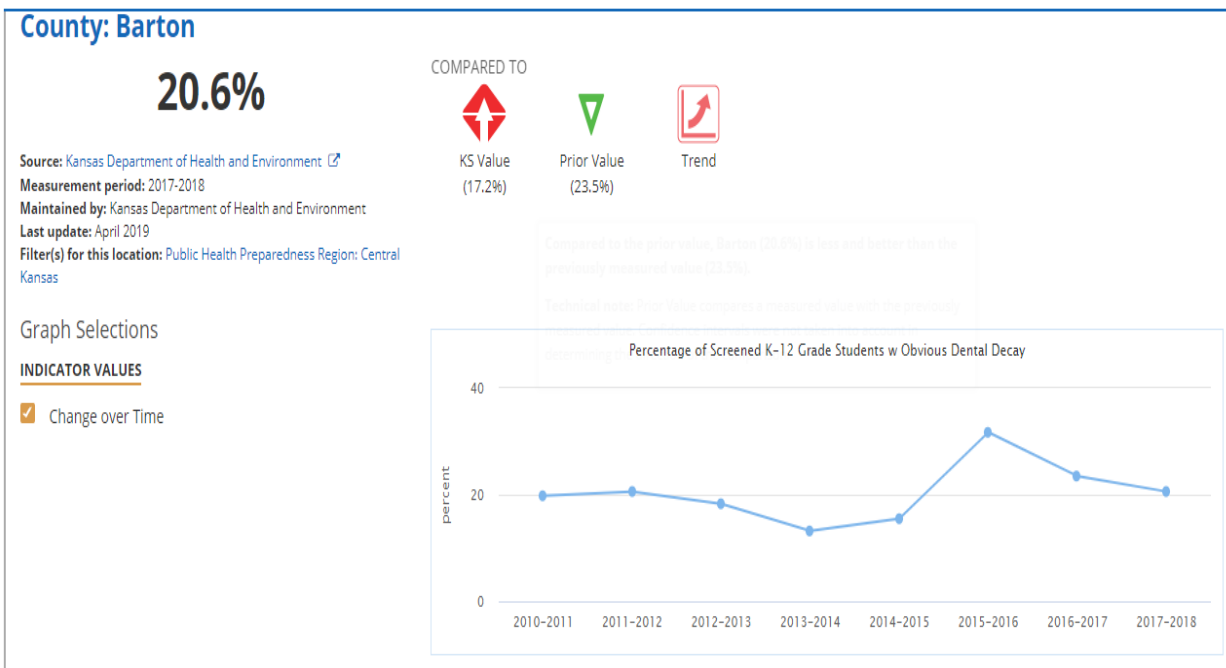 County: Barton
20.6%
Source: Kansas Department of Health and Environment
Measurement period: 2017-2018
Maintained by: Kansas Department of Health and Environment
Last update: April 2019
Filter(s) for this location: Public Health Preparedness Region: Central
Kansas
Graph Selections
INDICATOR VALUES
Change over Time
COMPARED TO
KS Value
(17.2%)
Prior Value
(23.5%)
Trend
Compared to the prior value, Barton (20.6%) is less and better than the
previously measured value (23.5%).
Technical note: Prior Value compares a measured value with the previously
Percentage of Screened K-12 Grade Students w Obvious Dental Decay
percent
40
20
0
2010-2011 2011-2012 2012-2013 2013-2014 2014-2015 2015-2016 2016-2017 2017-2018